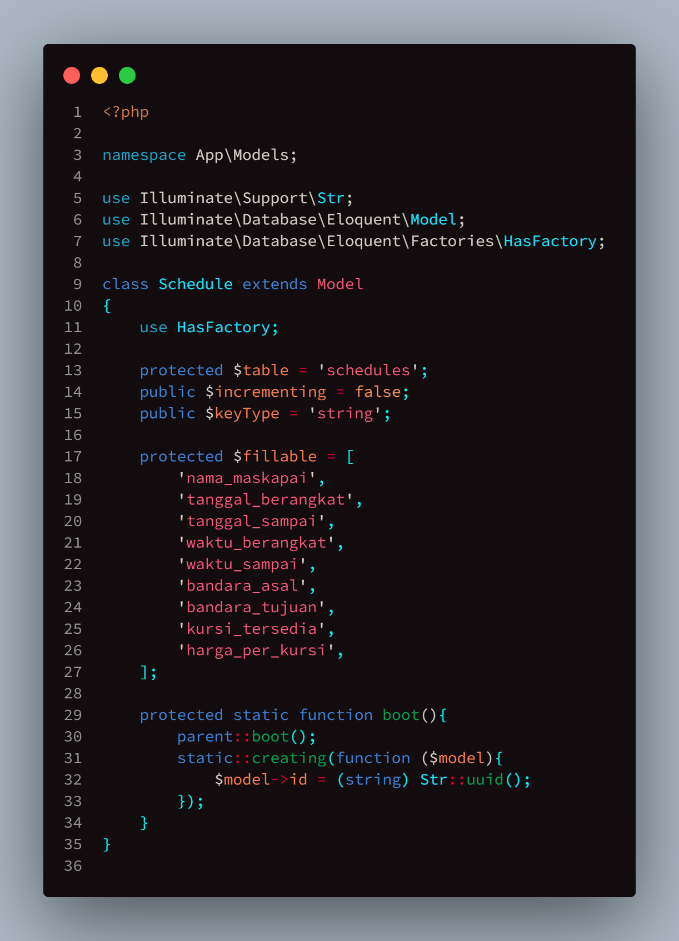 1 <?php
2
3 namespace App\Models;
4
5 use Illuminate\Support\Str;
6 use Illuminate\Database\Eloquent\Model;
7 use Illuminate\Database\Eloquent\Factories\HasFactory;
8
9 class Schedule extends Model
10 {
11     use HasFactory;
12
13     protected $table = 'schedules';
14     public $incrementing = false;
15     public $keyType = 'string';
16
17     protected $fillable = [
18         'nama_maskapai',
19         'tanggal_berangkat',
20         'tanggal_sampai',
21         'waktu_berangkat',
22         'waktu_sampai',
23         'bandara_asal',
24         'bandara_tujuan',
25         'kursi_tersedia',
26         'harga_per_kursi',
27     ];
28
29     protected static function boot(){
30         parent::boot();
31         static::creating(function ($model){
32             $model->id = (string) Str::uuid();
33         });
34     }
35 }
36